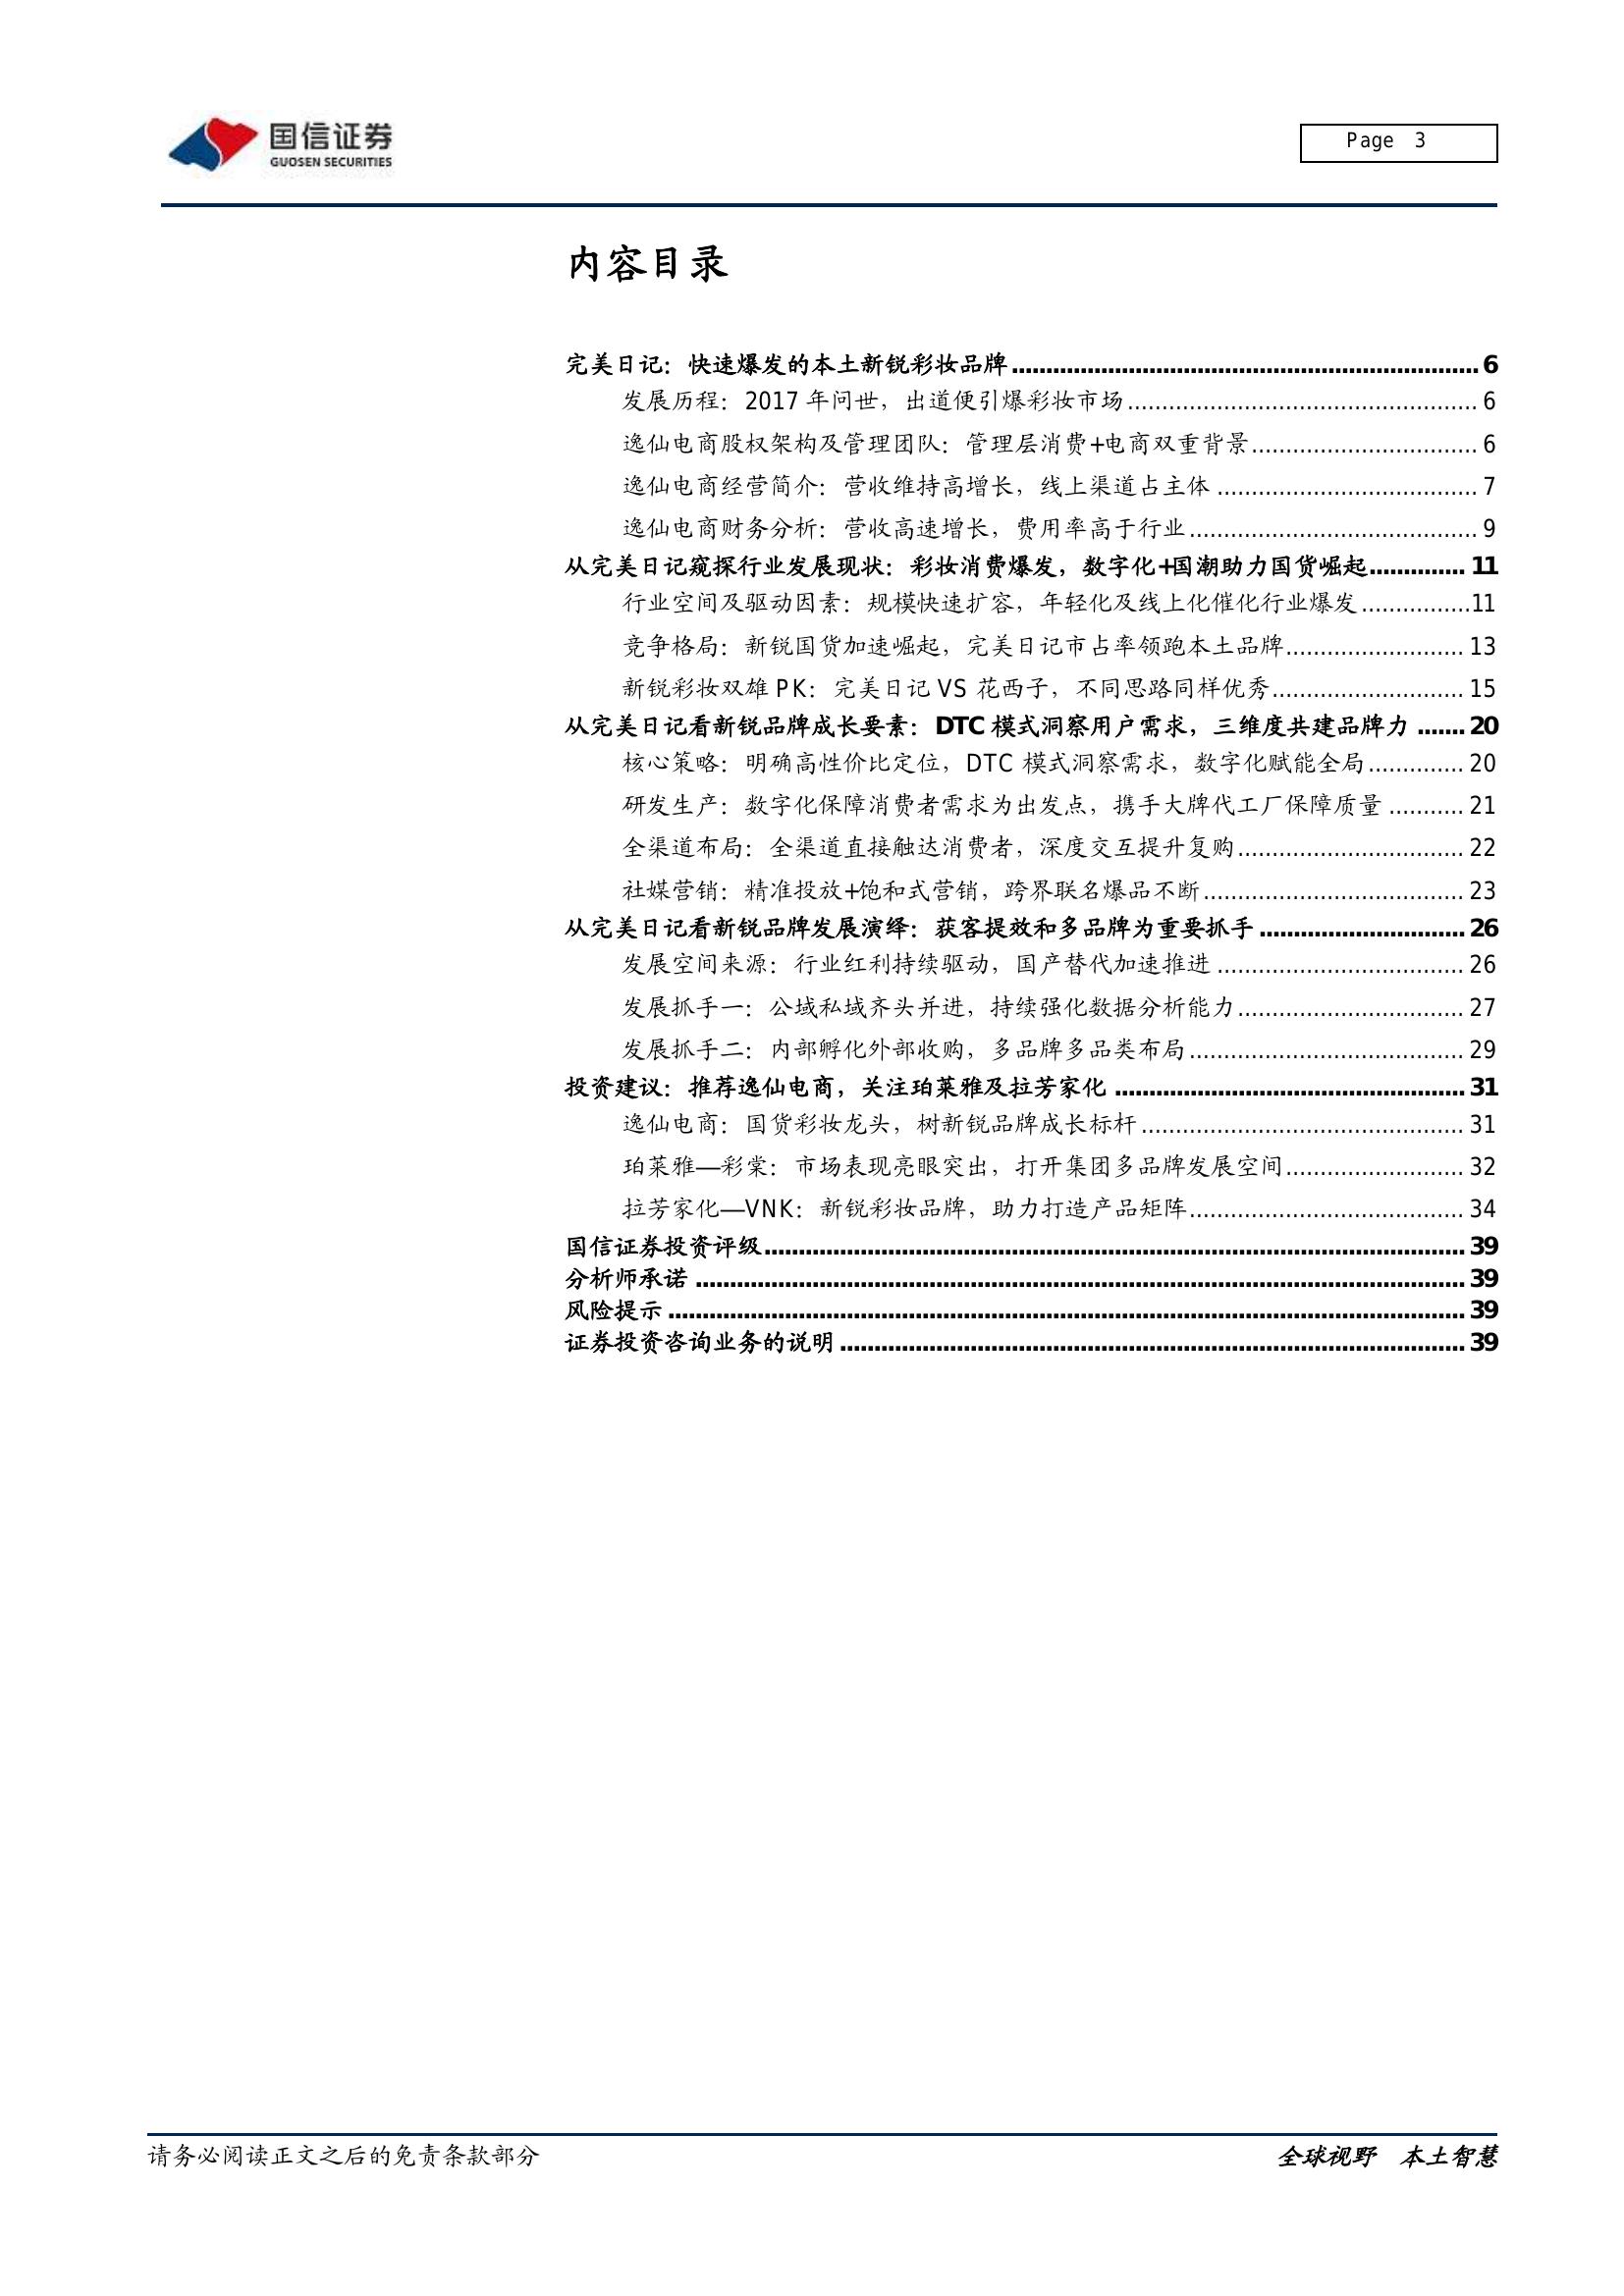 国信证券
GUOSEN SECURITIES
Page 3
内容目录
完美日记：快速爆发的本土新锐彩妆品牌....................................................................6
发展历程：2017 年问世，出道便引爆彩妆市场................................................... 6
逸仙电商股权架构及管理团队：管理层消费+电商双重背景................................. 6
逸仙电商经营简介：营收维持高增长，线上渠道占主体 ...................................... 7
逸仙电商财务分析：营收高速增长，费用率高于行业.......................................... 9
从完美日记窥探行业发展现状：彩妆消费爆发，数字化+国潮助力国货崛起.............. 11
行业空间及驱动因素：规模快速扩容，年轻化及线上化催化行业爆发................11
竞争格局：新锐国货加速崛起，完美日记市占率领跑本土品牌.......................... 13
新锐彩妆双雄 PK：完美日记 VS 花西子，不同思路同样优秀............................ 15
从完美日记看新锐品牌成长要素：DTC 模式洞察用户需求，三维度共建品牌力 .......20
核心策略：明确高性价比定位，DTC 模式洞察需求，数字化赋能全局.............. 20
研发生产：数字化保障消费者需求为出发点，携手大牌代工厂保障质量 ........... 21
全渠道布局：全渠道直接触达消费者，深度交互提升复购................................. 22
社媒营销：精准投放+饱和式营销，跨界联名爆品不断...................................... 23
从完美日记看新锐品牌发展演绎：获客提效和多品牌为重要抓手 .............................. 26
发展空间来源：行业红利持续驱动，国产替代加速推进 .................................... 26
发展抓手一：公域私域齐头并进，持续强化数据分析能力................................. 27
发展抓手二：内部孵化外部收购，多品牌多品类布局........................................ 29
投资建议：推荐逸仙电商，关注珀莱雅及拉芳家化 ................................................... 31
逸仙电商：国货彩妆龙头，树新锐品牌成长标杆............................................... 31
珀莱雅—彩棠：市场表现亮眼突出，打开集团多品牌发展空间.......................... 32
拉芳家化—VNK：新锐彩妆品牌，助力打造产品矩阵........................................ 34
国信证券投资评级...................................................................................................... 39
分析师承诺 ................................................................................................................ 39
风险提示 .................................................................................................................... 39
证券投资咨询业务的说明 ........................................................................................... 39
请务必阅读正文之后的免责条款部分
全球视野 本土智慧